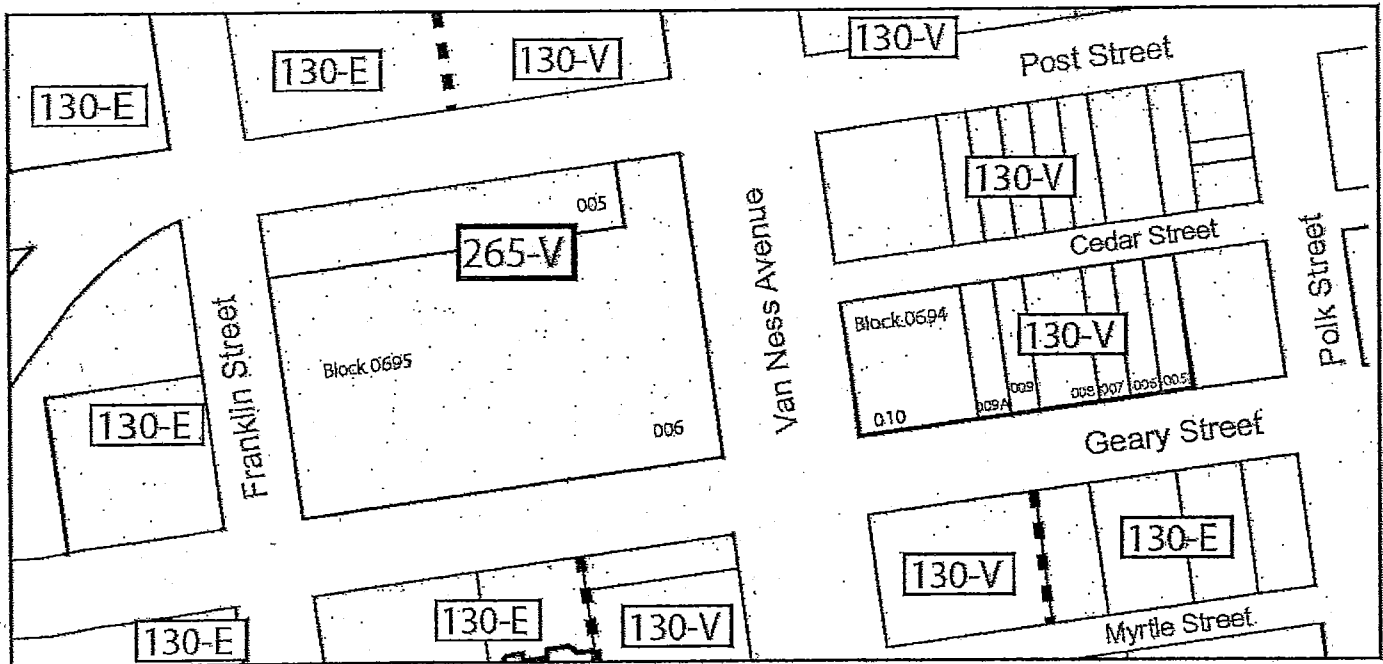 130-V
130-E
130-V
Post Street
130-E
130-V
005
265-V
Cedar Street
Van Ness Avenue
Polk Street
Franklin Street
Block 0694
130-V
Block 0695
009A
009
008
007
006
005
010
130-E
006
Geary Street
130-V
130-E
130-E
130-V
130-E
Myrtle Street